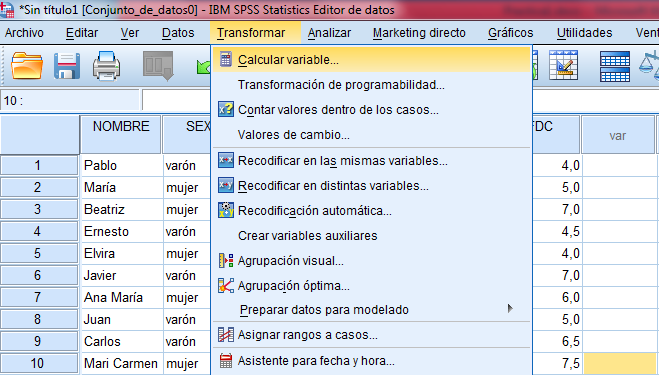 *Sin título1 [Conjunto_de_datos0] - IBM SPSS Statistics Editor de datos
Archivo Editar Ver Datos Transformar Analizar Marketing directo Gráficos Utilidades Vent
10 :
Calcular variable...
Transformación de programabilidad...
Contar valores dentro de los casos...
Valores de cambio...
Recodificar en las mismas variables...
Recodificar en distintas variables...
Recodificación automática...
Crear variables auxiliares
Agrupación visual...
Agrupación óptima...
Preparar datos para modelado
Asignar rangos a casos...
Asistente para fecha y hora...
NOMBRE SEX FDC var
1 Pablo varón 4,0
2 María mujer 5,0
3 Beatriz mujer 7,0
4 Ernesto varón 4,5
5 Elvira mujer 4,0
6 Javier varón 7,0
7 Ana María mujer 6,0
8 Juan varón 5,0
9 Carlos varón 6,5
10 Mari Carmen mujer 7,5